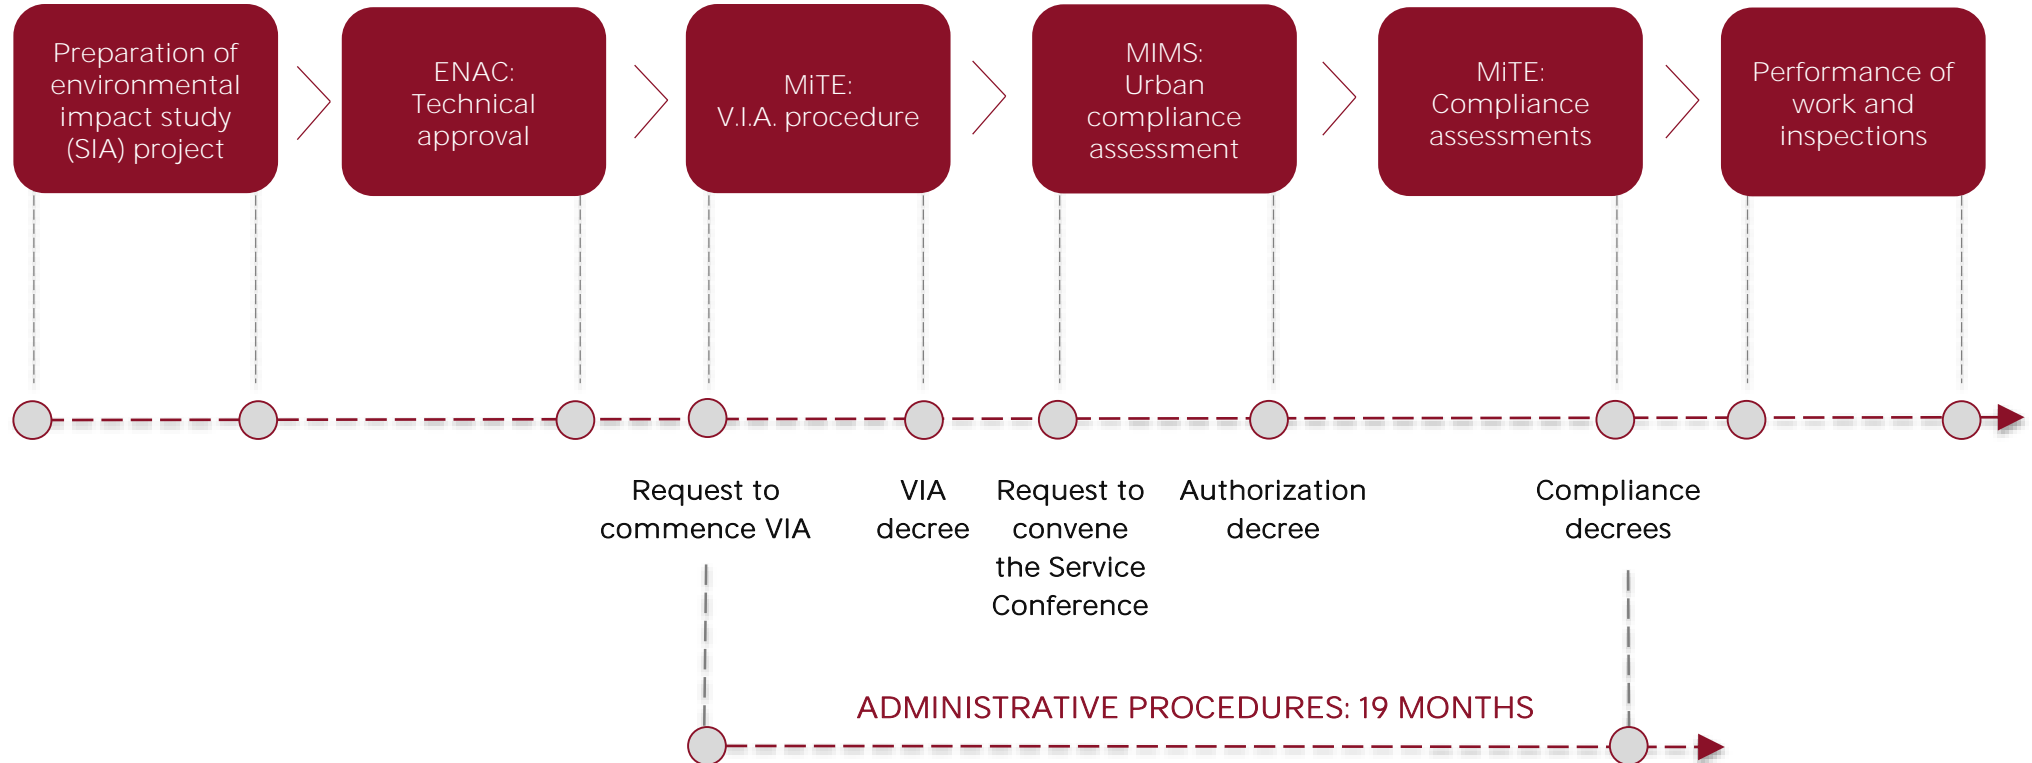 Preparation of
environmental
impact study
(SIA) project
ENAC:
Technical
approval
MiTE:
V.I.A. procedure
MIMS:
Urban
compliance
assessment
MiTE:
Compliance
assessments
Performance of
work and
inspections
Request to
commence VIA
VIA
decree
Request to
convene
the Service
Conference
Authorization
decree
Compliance
decrees
ADMINISTRATIVE PROCEDURES: 19 MONTHS